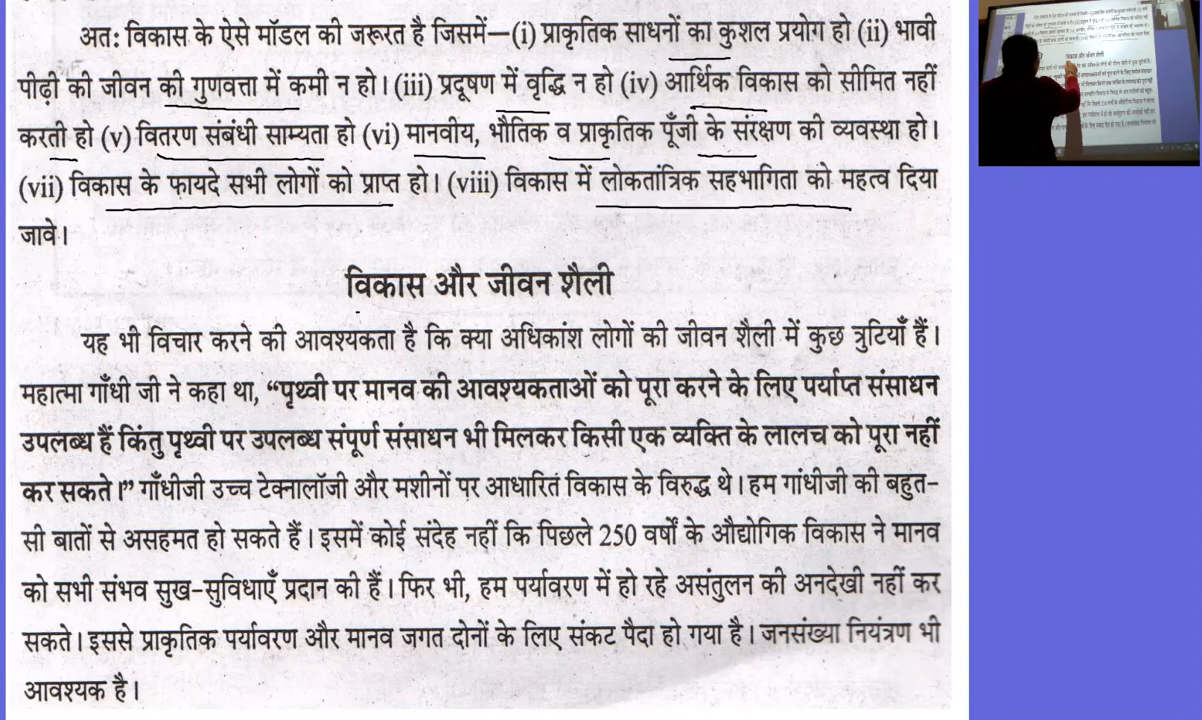 अतः विकास के ऐसे मॉडल की जरूरत है जिसमें—(i) प्राकृतिक साधनों का कुशल प्रयोग हो (ii) भावी
पीढ़ी की जीवन की गुणवत्ता में कमी न हो। (iii) प्रदूषण में वृद्धि न हो (iv) आर्थिक विकास को सीमित नहीं
करती हो (v) वितरण संबंधी साम्यता हो (vi) मानवीय, भौतिक व प्राकृतिक पूँजी के संरक्षण की व्यवस्था हो।
(vii) विकास के फायदे सभी लोगों को प्राप्त हो। (viii) विकास में लोकतांत्रिक सहभागिता को महत्व दिया
जावे।
विकास और जीवन शैली
यह भी विचार करने की आवश्यकता है कि क्या अधिकांश लोगों की जीवन शैली में कुछ त्रुटियाँ हैं।
महात्मा गाँधी जी ने कहा था, “पृथ्वी पर मानव की आवश्यकताओं को पूरा करने के लिए पर्याप्त संसाधन
उपलब्ध हैं किंतु पृथ्वी पर उपलब्ध संपूर्ण संसाधन भी मिलकर किसी एक व्यक्ति के लालच को पूरा नहीं
कर सकते।” गाँधीजी उच्च टेक्नालॉजी और मशीनों पर आधारित विकास के विरुद्ध थे। हम गांधीजी की बहुत-
सी बातों से असहमत हो सकते हैं। इसमें कोई संदेह नहीं कि पिछले 250 वर्षों के औद्योगिक विकास ने मानव
को सभी संभव सुख-सुविधाएँ प्रदान की हैं। फिर भी, हम पर्यावरण में हो रहे असंतुलन की अनदेखी नहीं कर
सकते। इससे प्राकृतिक पर्यावरण और मानव जगत दोनों के लिए संकट पैदा हो गया है। जनसंख्या नियंत्रण भी
आवश्यक है।